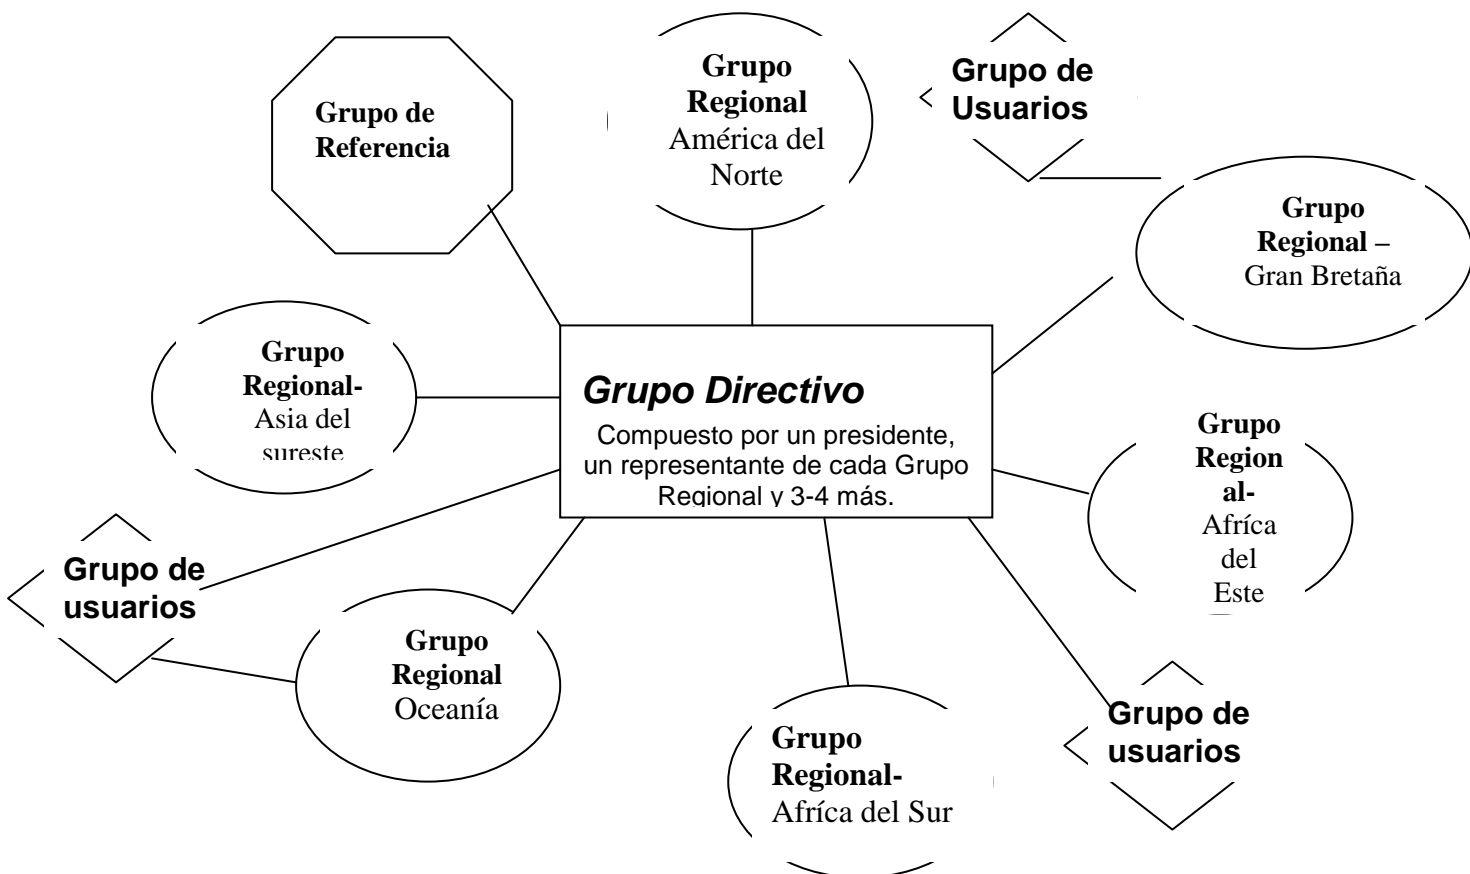 Grupo de
Referencia
Grupo
Regional
América del
Norte
Grupo de
Usuarios
Grupo
Regional –
Gran Bretaña
Grupo
Regional-
Asia del
sureste
Grupo Directivo
Compuesto por un presidente,
un representante de cada Grupo
Regional y 3-4 más.
Grupo
Region
al-
Afríca
del
Este
Grupo de
usuarios
Grupo
Regional
Oceanía
Grupo
Regional-
Afríca del Sur
Grupo de
usuarios